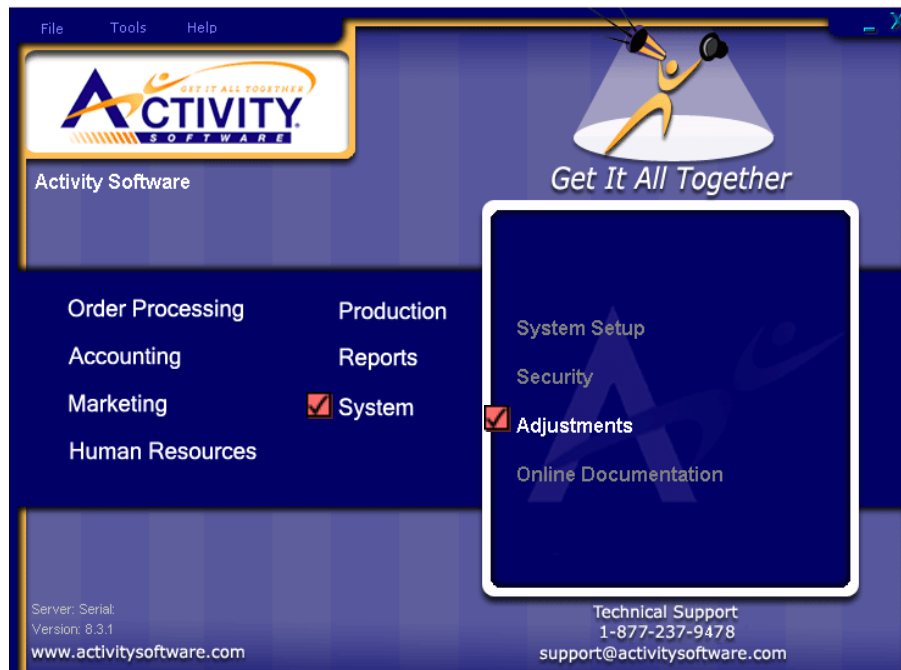 File Tools Help
GET IT ALL TOGETHER
ACTIVITY
SOFTWARE
Activity Software
Get It All Together
Order Processing
Accounting
Marketing
Human Resources
Production
Reports
System
System Setup
Security
Adjustments
Online Documentation
Server: Serial:
Version: 8.3.1
www.activitysoftware.com
Technical Support
1-877-237-9478
support@activitysoftware.com